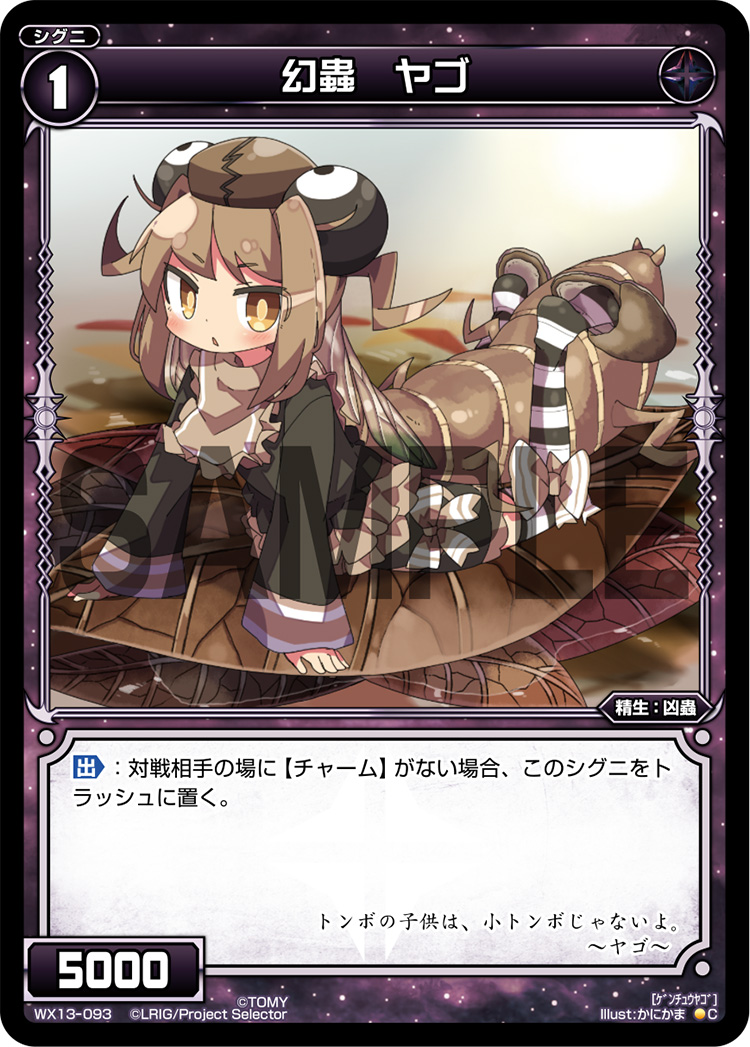 シグニ
1
幻蟲　ヤゴ
SAMPLE
精生：凶蟲
出：対戦相手の場に【チャーム】がない場合、このシグニをト
ラッシュに置く。
トンボの子供は、小トンボじゃないよ。
～ヤゴ～
5000
©TOMY
[ｹﾞﾝﾁｭｳﾔｺﾞ]
WX13-093 ©LRIG/Project Selector
Illust:かにかま C